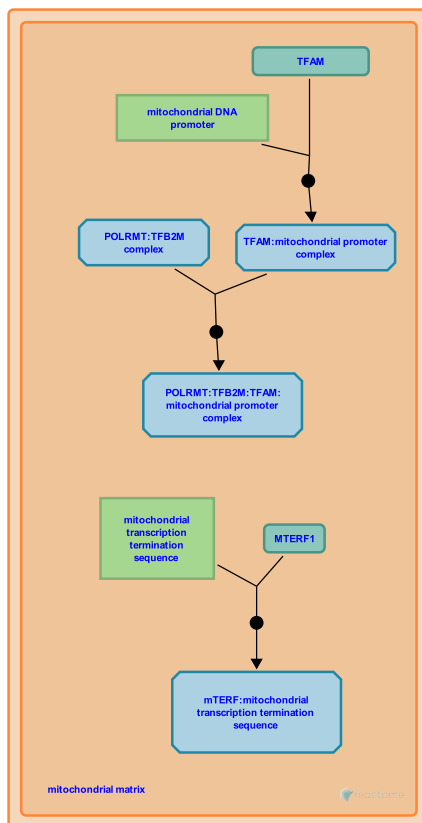 TFAM
mitochondrial DNA
promoter
POLRMT:TFB2M
complex
TFAM:mitochondrial promoter
complex
POLRMT:TFB2M:TFAM:
mitochondrial promoter
complex
mitochondrial
transcription
termination
sequence
MTERF1
mTERF:mitochondrial
transcription termination
sequence
mitochondrial matrix
reactome